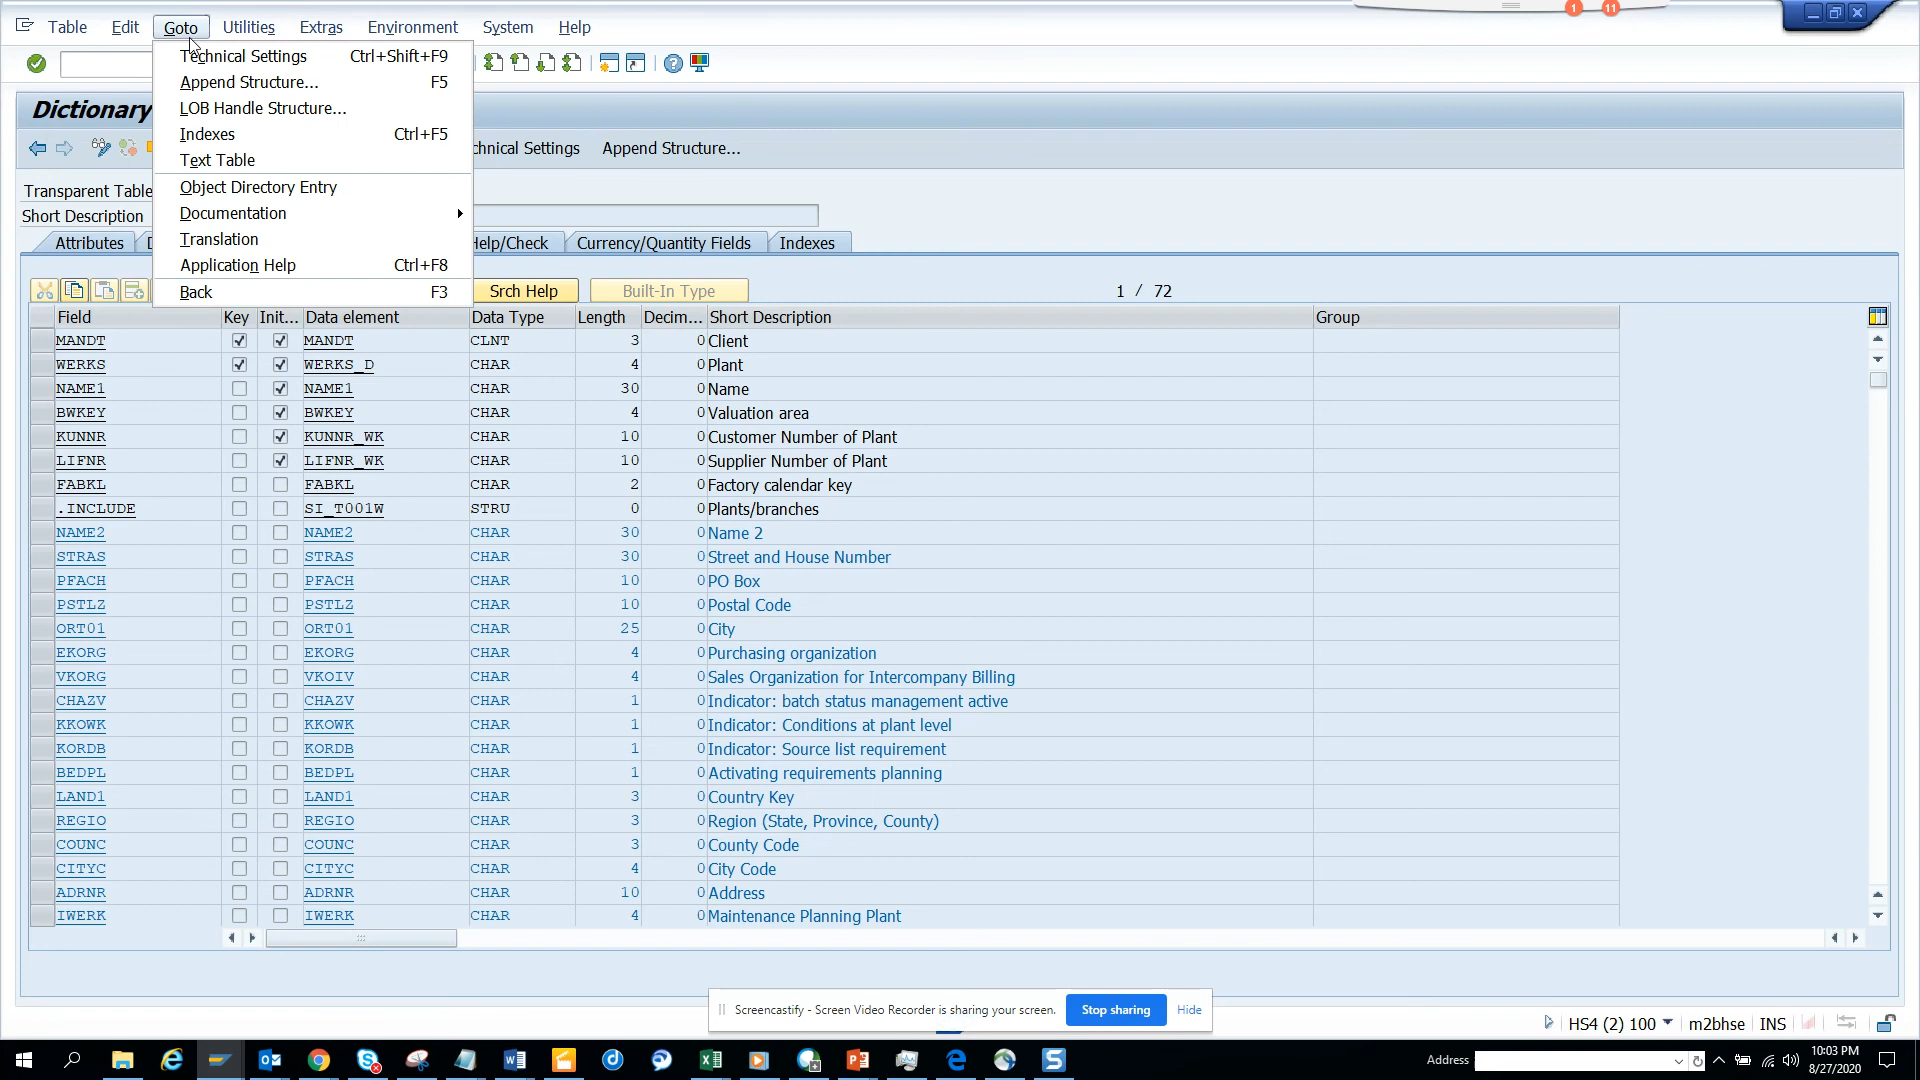 Table Edit Goto Utilities Extras Environment System Help
1 11
Technical Settings Ctrl+Shift+F9
Append Structure... F5
LOB Handle Structure...
Indexes Ctrl+F5
Text Table
Object Directory Entry
Documentation
Translation
Application Help Ctrl+F8
Back F3
Dictionary
chnical Settings Append Structure...
Transparent Table
Short Description
Attributes D Help/Check Currency/Quantity Fields Indexes
Srch Help Built-In Type 1 / 72
Field Key Init... Data element Data Type Length Decim... Short Description Group
MANDT MANDT CLNT 3 0 Client
WERKS WERKS_D CHAR 4 0 Plant
NAME1 NAME1 CHAR 30 0 Name
BWKEY BWKEY CHAR 4 0 Valuation area
KUNNR KUNNR_WK CHAR 10 0 Customer Number of Plant
LIFNR LIFNR_WK CHAR 10 0 Supplier Number of Plant
FABKL FABKL CHAR 2 0 Factory calendar key
.INCLUDE SI_T001W STRU 0 0 Plants/branches
NAME2 NAME2 CHAR 30 0 Name 2
STRAS STRAS CHAR 30 0 Street and House Number
PFACH PFACH CHAR 10 0 PO Box
PSTLZ PSTLZ CHAR 10 0 Postal Code
ORT01 ORT01 CHAR 25 0 City
EKORG EKORG CHAR 4 0 Purchasing organization
VKORG VKOIV CHAR 4 0 Sales Organization for Intercompany Billing
CHAZV CHAZV CHAR 1 0 Indicator: batch status management active
KKOWK KKOWK CHAR 1 0 Indicator: Conditions at plant level
KORDB KORDB CHAR 1 0 Indicator: Source list requirement
BEDPL BEDPL CHAR 1 0 Activating requirements planning
LAND1 LAND1 CHAR 3 0 Country Key
REGIO REGIO CHAR 3 0 Region (State, Province, County)
COUNC COUNC CHAR 3 0 County Code
CITYC CITYC CHAR 4 0 City Code
ADRNR ADRNR CHAR 10 0 Address
IWERK IWERK CHAR 4 0 Maintenance Planning Plant
Screencastify - Screen Video Recorder is sharing your screen. Stop sharing Hide
HS4 (2) 100 m2bhse INS
Address 10:03 PM
8/27/2020